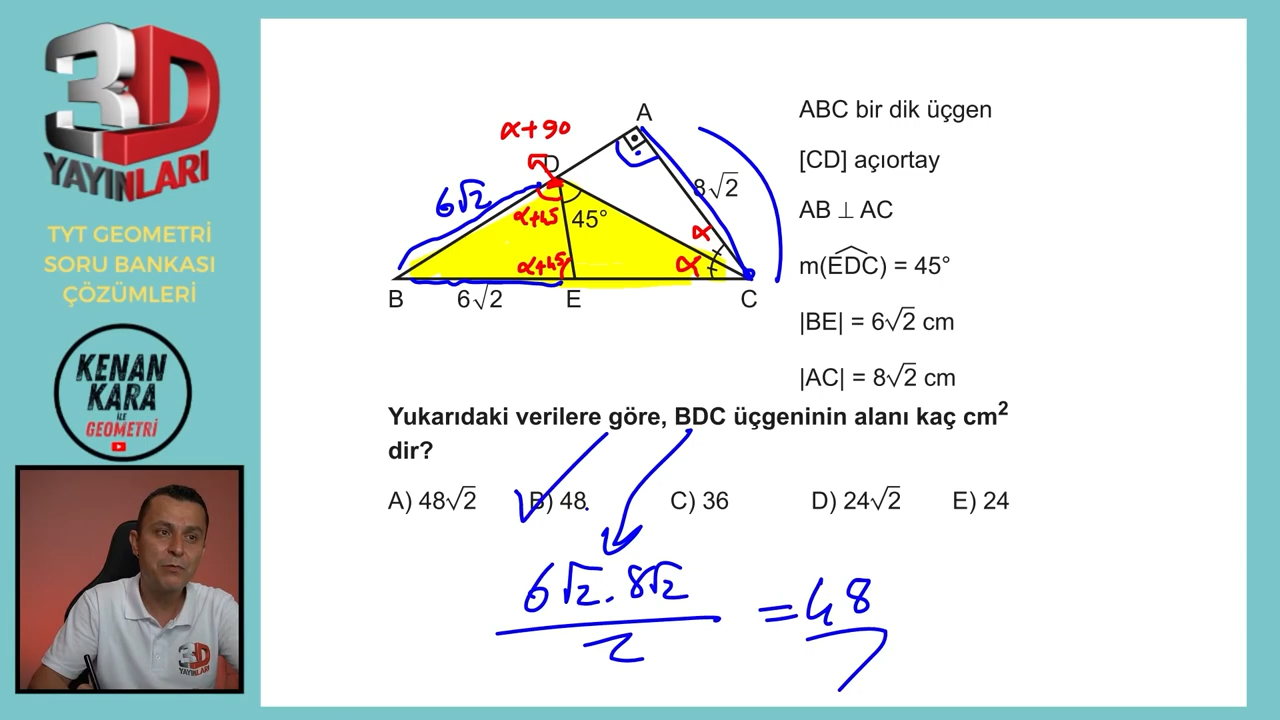 3D
YAYINLARI
TYT GEOMETRİ
SORU BANKASI
ÇÖZÜMLERİ
KENAN
KARA
İLE
GEOMETRİ
3D
YAYINLARI
A
α+90
D
6√2
8√2
α+45
45°
α
α+45
α
B
6√2
E
C
ABC bir dik üçgen
[CD] açıortay
AB ⊥ AC
m(EDC) = 45°
|BE| = 6√2 cm
|AC| = 8√2 cm
Yukarıdaki verilere göre, BDC üçgeninin alanı kaç cm²
dir?
A) 48√2 B) 48 C) 36 D) 24√2 E) 24
6√2 . 8√2
2
= 48